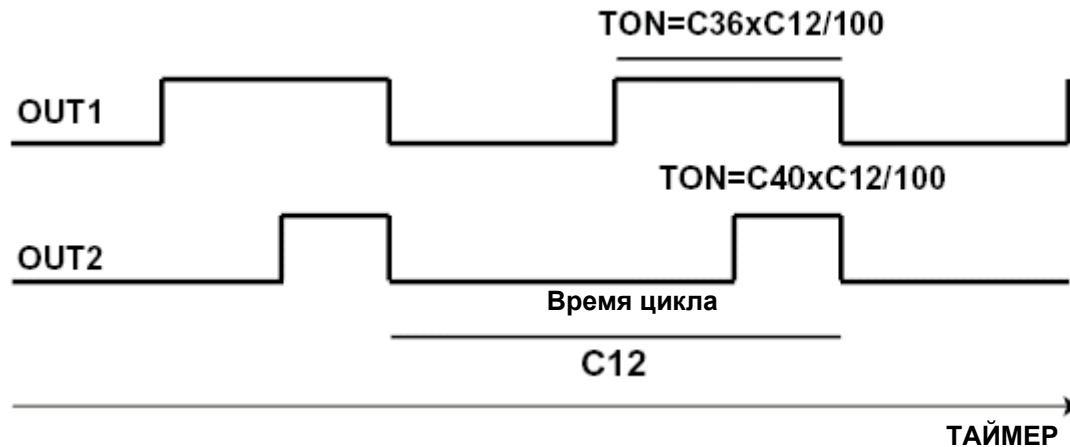 TON=C36xC12/100
OUT1
TON=C40xC12/100
OUT2
Время цикла
C12
ТАЙМЕР